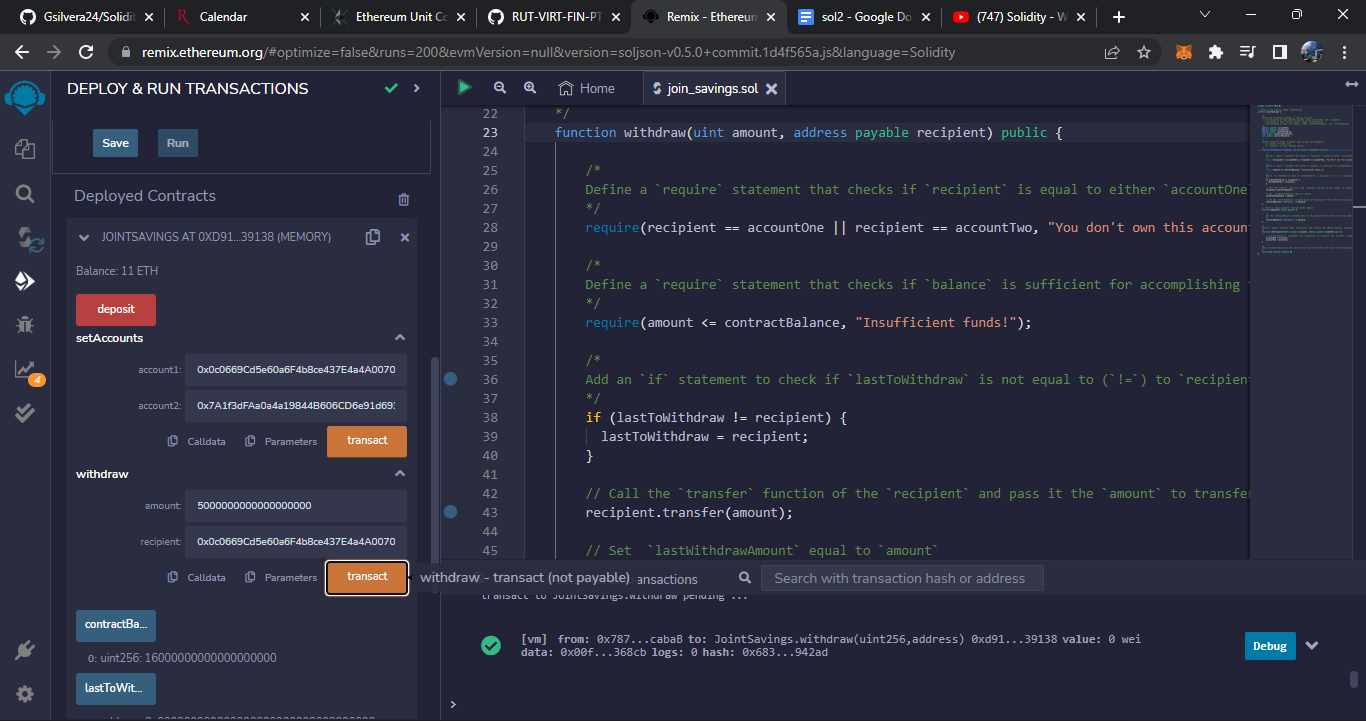 Gsilvera24/Solidit
Calendar
Ethereum Unit Co
RUT-VIRT-FIN-PT
Remix - Ethereum
sol2 - Google Do
(747) Solidity - W
remix.ethereum.org/#optimize=false&runs=200&evmVersion=null&version=soljson-v0.5.0+commit.1d4f565a.js&language=Solidity
DEPLOY & RUN TRANSACTIONS
Save
Run
Deployed Contracts
JOINTSAVINGS AT 0XD91...39138 (MEMORY)
Balance: 11 ETH
deposit
setAccounts
account1: 0x0c0669Cd5e60a6F4b8ce437E4a4A0070
account2: 0x7A1f3dFAa0a4a19844B606CD6e91d69
Calldata
Parameters
transact
withdraw
amount: 5000000000000000000
recipient: 0x0c0669Cd5e60a6F4b8ce437E4a4A0070
Calldata
Parameters
transact
withdraw - transact (not payable)
contractBa...
0: uint256: 16000000000000000000
lastToWit...
4
Home
join_savings.sol
22 */
23 function withdraw(uint amount, address payable recipient) public {
24
25 /*
26 Define a `require` statement that checks if `recipient` is equal to either `accountOne`
27 */
28 require(recipient == accountOne || recipient == accountTwo, "You don't own this accoun
29
30 /*
31 Define a `require` statement that checks if `balance` is sufficient for accomplishing
32 */
33 require(amount <= contractBalance, "Insufficient funds!");
34
35 /*
36 Add an `if` statement to check if `lastToWithdraw` is not equal to (`!=`) to `recipient
37 */
38 if (lastToWithdraw != recipient) {
39 lastToWithdraw = recipient;
40 }
41
42 // Call the `transfer` function of the `recipient` and pass it the `amount` to transfe
43 recipient.transfer(amount);
44
45 // Set `lastWithdrawAmount` equal to `amount`
ansactions
Search with transaction hash or address
transact to JointSavings.withdraw pending ...
[vm] from: 0x787...cabaB to: JointSavings.withdraw(uint256,address) 0xd91...39138 value: 0 wei
data: 0x00f...368cb logs: 0 hash: 0x683...942ad
Debug
>